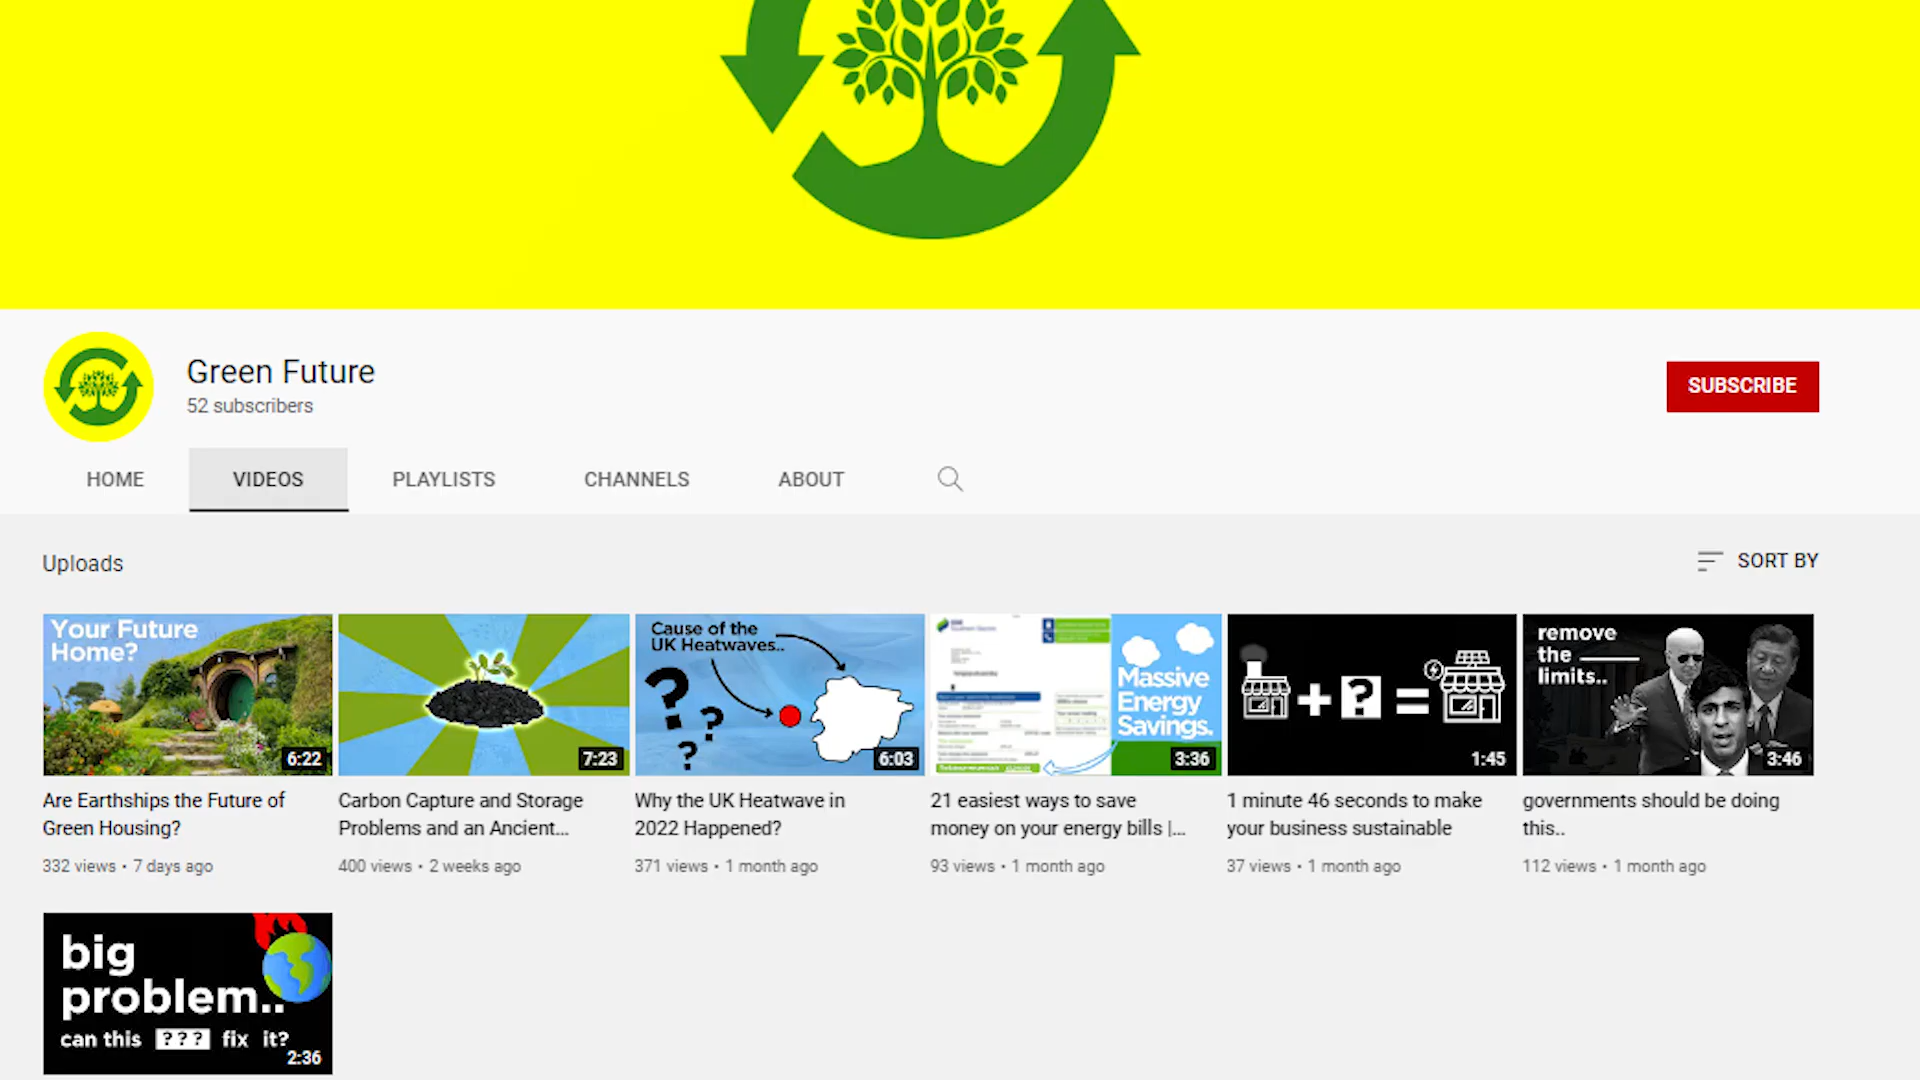 Green Future
52 subscribers
SUBSCRIBE
HOME
VIDEOS
PLAYLISTS
CHANNELS
ABOUT
Uploads
SORT BY
Your Future
Home?
6:22
7:23
Cause of the
UK Heatwaves..
? ? ?
6:03
Massive
Energy
Savings.
3:36
+ ? =
1:45
remove
the
limits..
3:46
Are Earthships the Future of
Green Housing?
332 views • 7 days ago
Carbon Capture and Storage
Problems and an Ancient...
400 views • 2 weeks ago
Why the UK Heatwave in
2022 Happened?
371 views • 1 month ago
21 easiest ways to save
money on your energy bills |...
93 views • 1 month ago
1 minute 46 seconds to make
your business sustainable
37 views • 1 month ago
governments should be doing
this..
112 views • 1 month ago
big
problem..
can this ??? fix it?
2:36